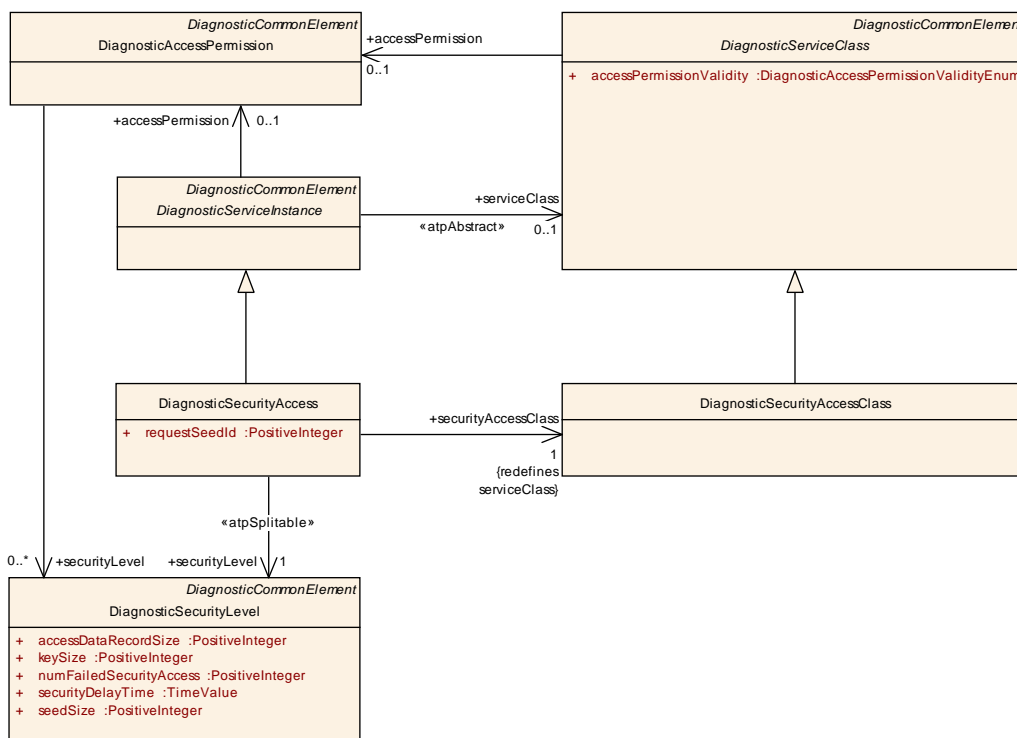 DiagnosticCommonElement
DiagnosticAccessPermission
+accessPermission
0..1
DiagnosticCommonElement
DiagnosticServiceClass
+ accessPermissionValidity :DiagnosticAccessPermissionValidityEnum
+accessPermission
0..1
DiagnosticCommonElement
DiagnosticServiceInstance
+serviceClass
«atpAbstract»
0..1
DiagnosticSecurityAccess
+ requestSeedId :PositiveInteger
+securityAccessClass
1
{redefines
serviceClass}
DiagnosticSecurityAccessClass
«atpSplitable»
0..*
+securityLevel
+securityLevel
1
DiagnosticCommonElement
DiagnosticSecurityLevel
+ accessDataRecordSize :PositiveInteger
+ keySize :PositiveInteger
+ numFailedSecurityAccess :PositiveInteger
+ securityDelayTime :TimeValue
+ seedSize :PositiveInteger